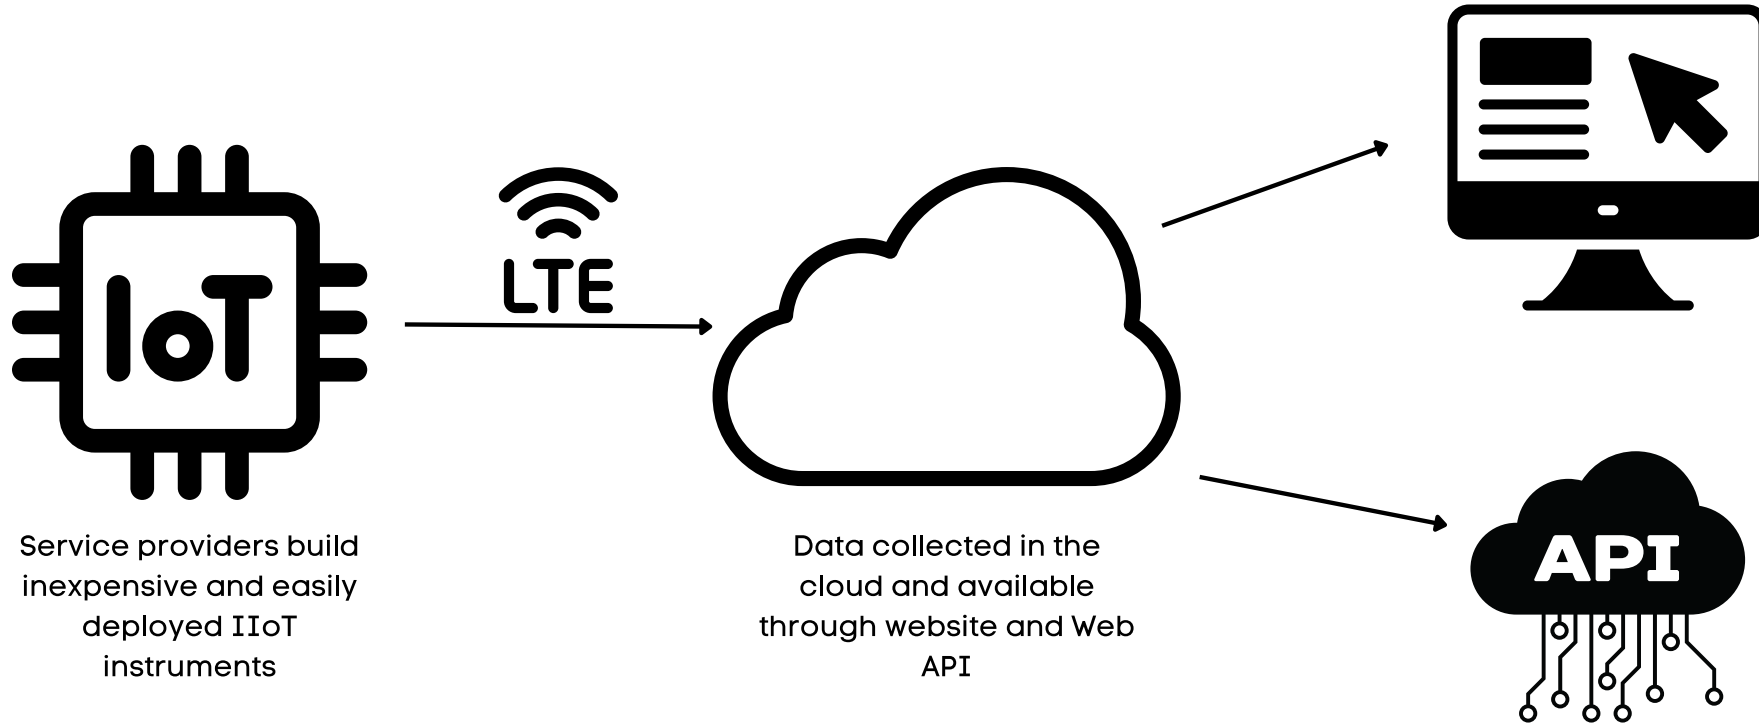 IoT
LTE
Service providers build
inexpensive and easily
deployed IIoT
instruments
Data collected in the
cloud and available
through website and Web
API
API